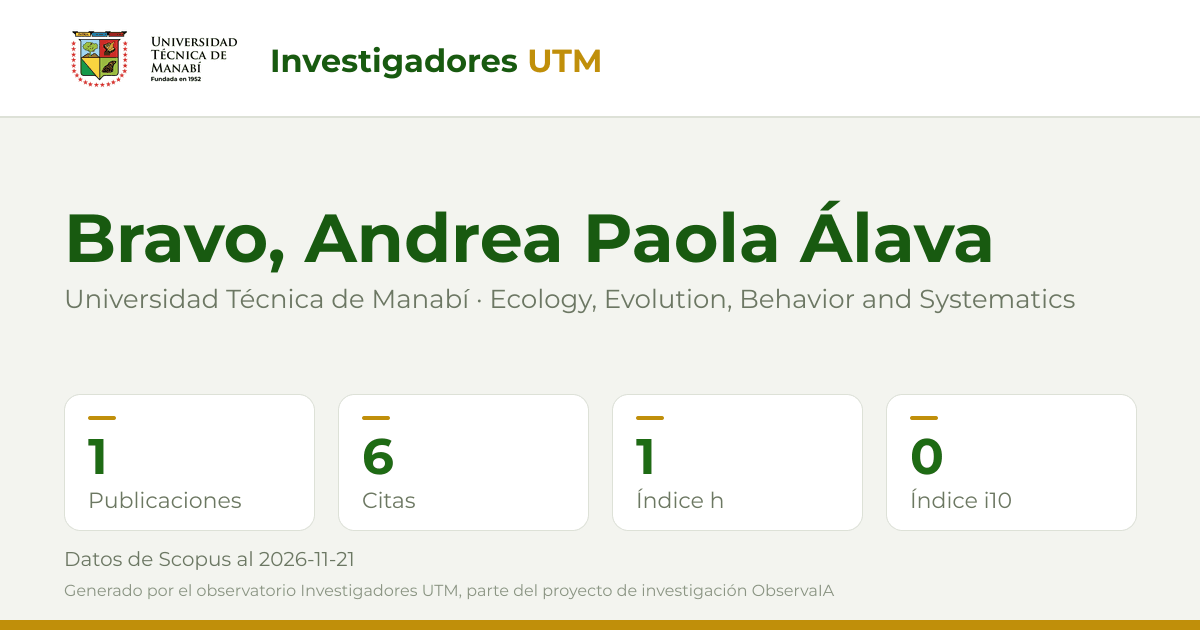 UNIVERSIDAD
TÉCNICA DE
MANABÍ
Fundada en 1952
Investigadores UTM
Bravo, Andrea Paola Álava
Universidad Técnica de Manabí · Ecology, Evolution, Behavior and Systematics
1
Publicaciones
6
Citas
1
Índice h
0
Índice i10
Datos de Scopus al 2026-11-21
Generado por el observatorio Investigadores UTM, parte del proyecto de investigación ObservaIA